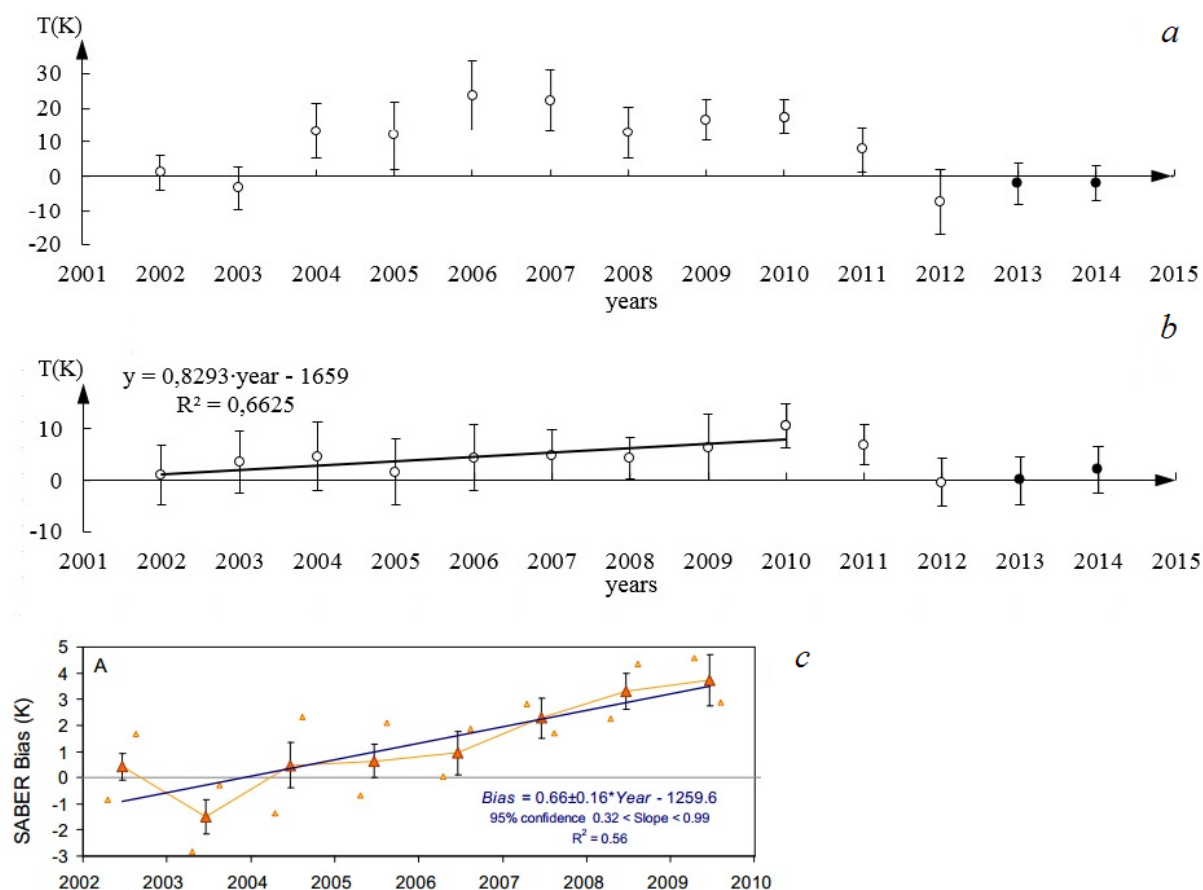 T(K)
a
30
20
10
0
-10
-20
2001 2002 2003 2004 2005 2006 2007 2008 2009 2010 2011 2012 2013 2014 2015
years
b
T(K)
y = 0,8293·year - 1659
R² = 0,6625
10
0
-10
2001 2002 2003 2004 2005 2006 2007 2008 2009 2010 2011 2012 2013 2014 2015
years
c
A
SABER Bias (K)
5
4
3
2
1
0
-1
-2
-3
Bias = 0.66±0.16*Year - 1259.6
95% confidence 0.32 < Slope < 0.99
R² = 0.56
2002 2003 2004 2005 2006 2007 2008 2009 2010